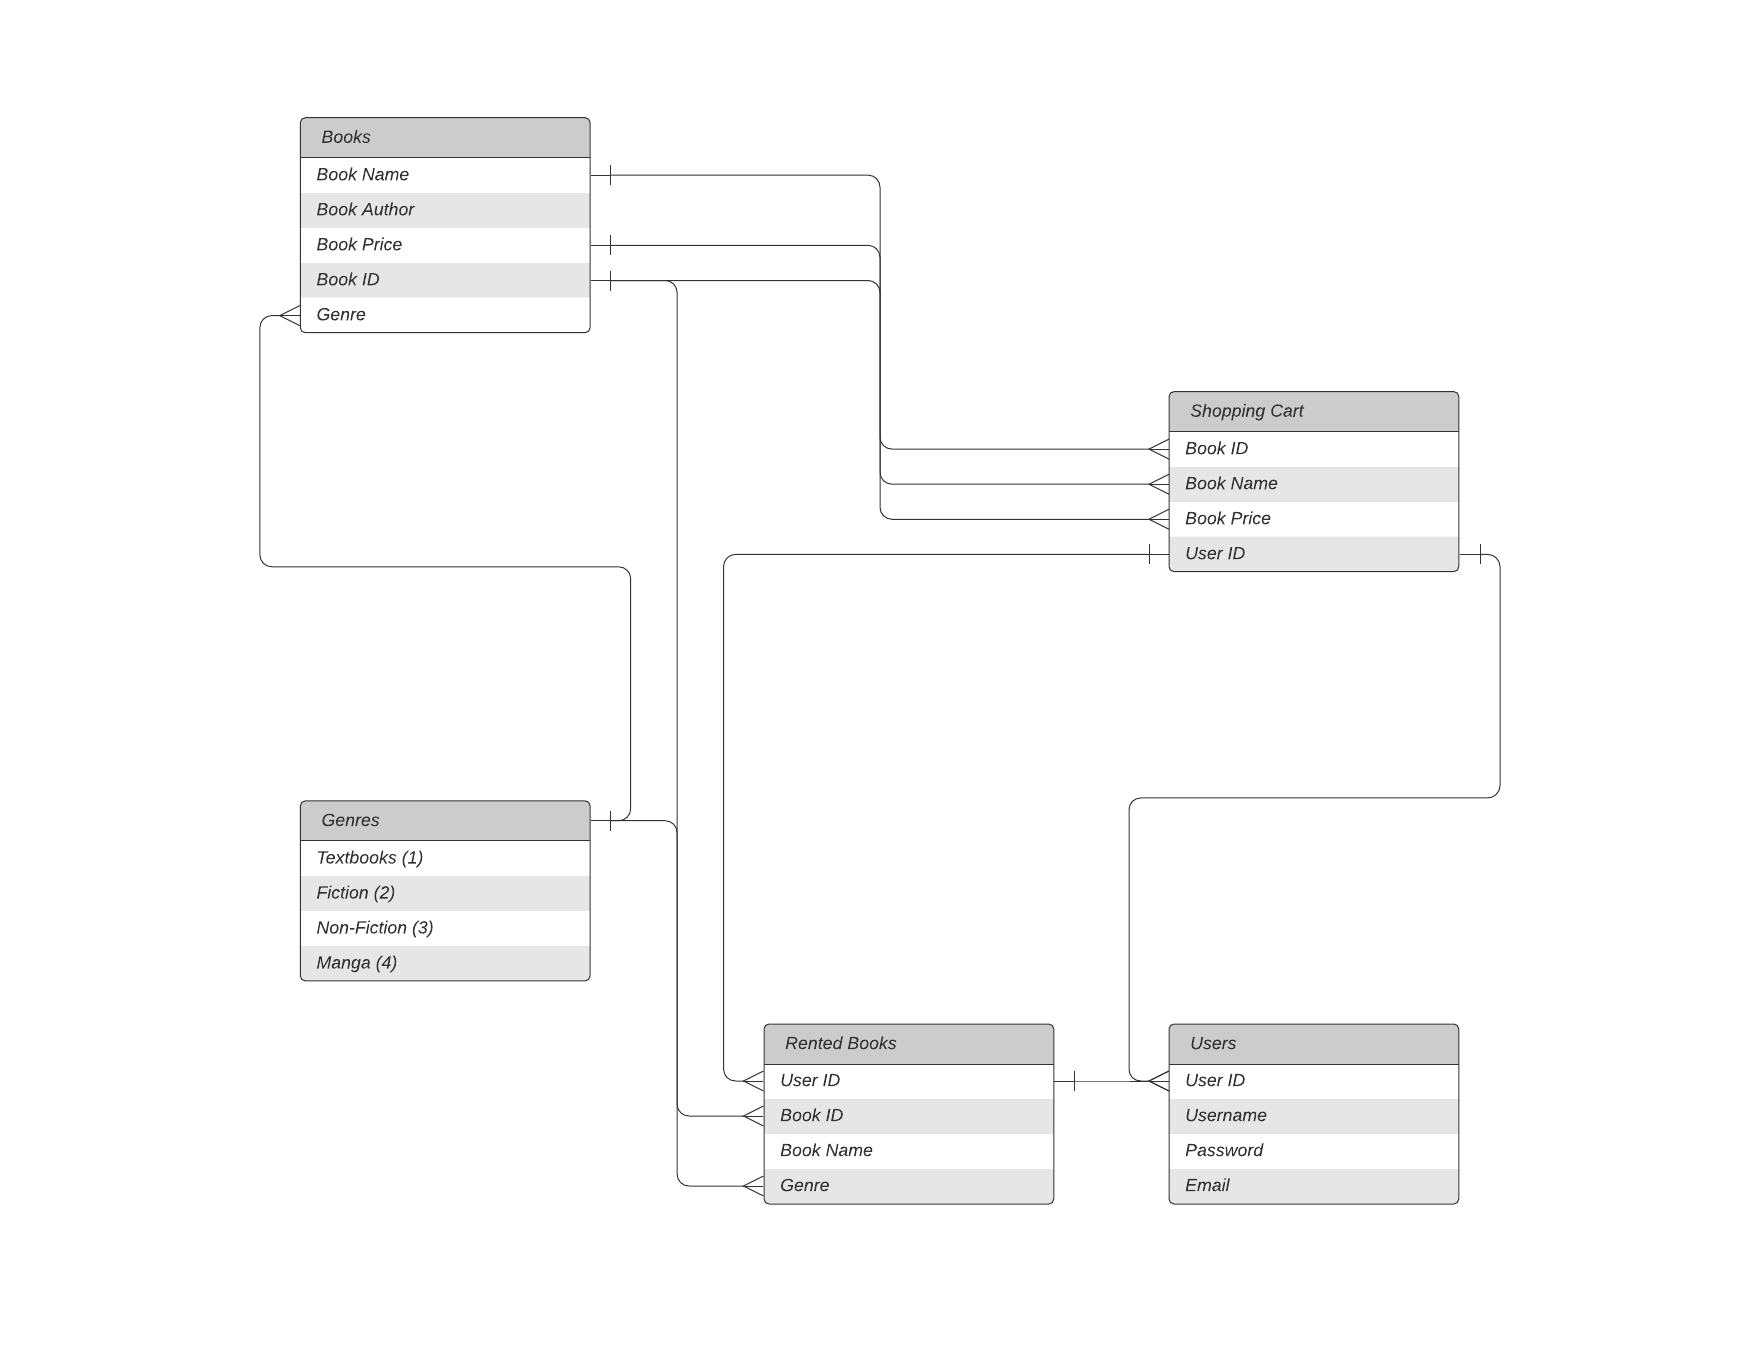 Books
Book Name
Book Author
Book Price
Book ID
Genre
Shopping Cart
Book ID
Book Name
Book Price
User ID
Genres
Textbooks (1)
Fiction (2)
Non-Fiction (3)
Manga (4)
Rented Books
User ID
Book ID
Book Name
Genre
Users
User ID
Username
Password
Email